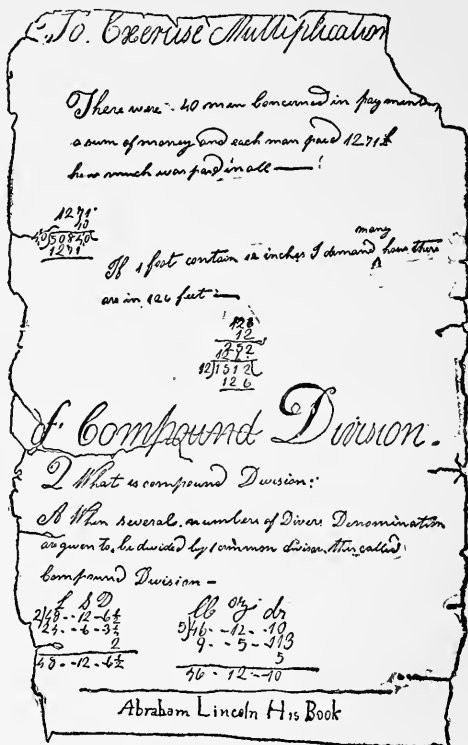 To Exercise Multiplication
There were 40 men concerned in payment
a sum of money and each man paid 1271£
how much was paid in all —
1271
40
40)50840(
1271
many
If 1 foot contain 12 inches I demand how there
are in 126 feet —
126
12
252
126
12)1512(
126
of Compound Division.
Q What is compound Division:
A When several numbers of Divers Denomination
are given to be divided by 1 common divisor this called
Compound Division —
£ S D
2)48--12-6½
24--6-3¼
2
48--12-6½
lb oz dr
5)46--12--10
9--5--113
5
46--12--10
Abraham Lincoln His Book